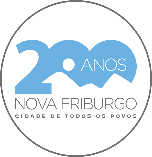 200 ANOS
NOVA FRIBURGO
CIDADE DE TODOS OS POVOS